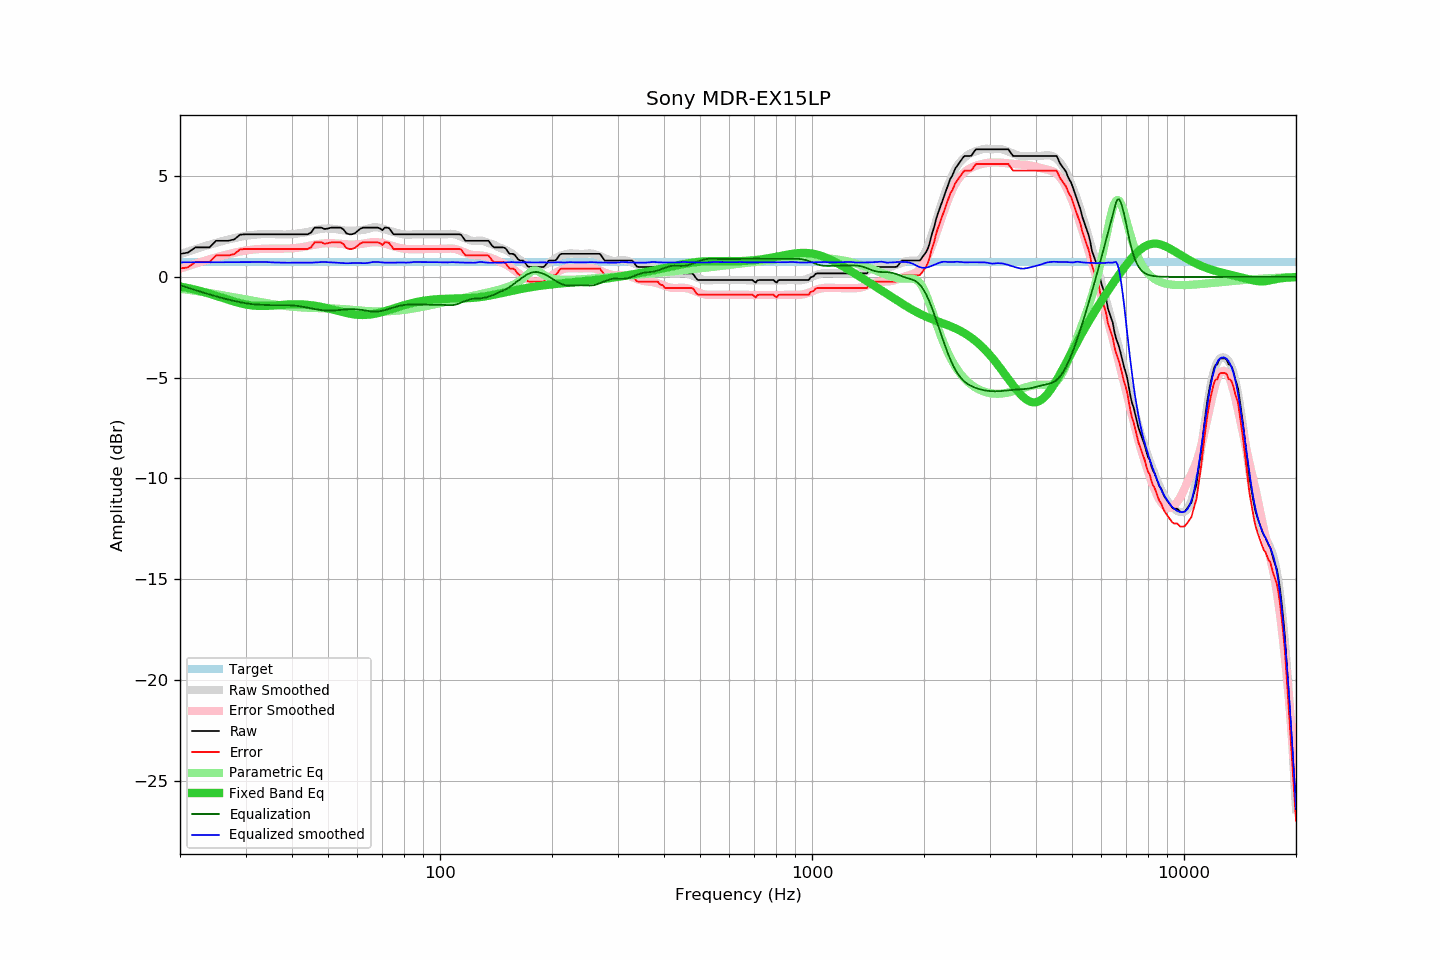 Sony MDR-EX15LP
Amplitude (dBr)
5
0
−5
−10
−15
−20
−25
Target
Raw Smoothed
Error Smoothed
Raw
Error
Parametric Eq
Fixed Band Eq
Equalization
Equalized smoothed
100
1000
10000
Frequency (Hz)